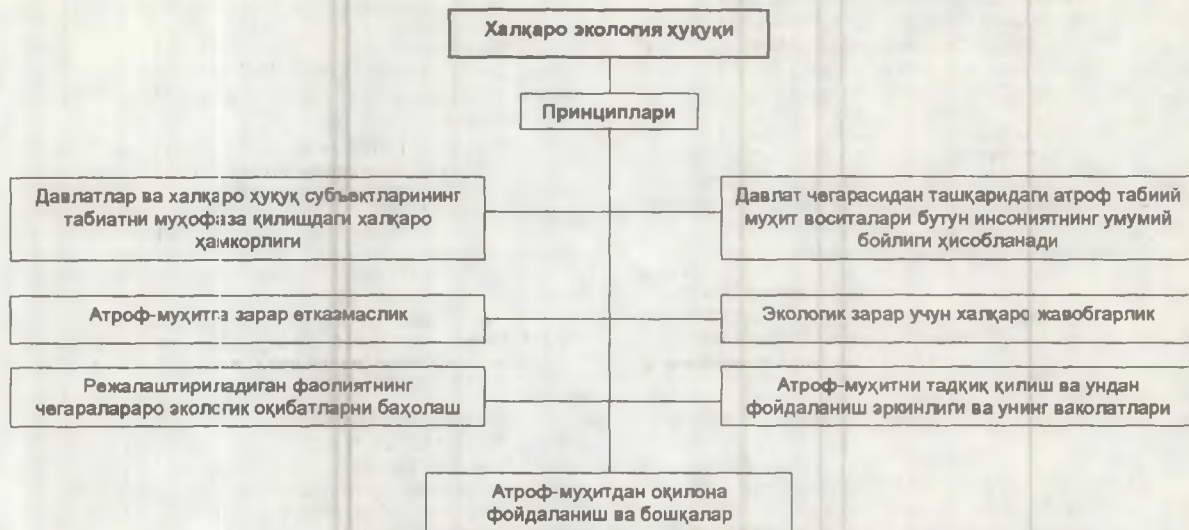 Халқаро экология ҳуқуқи
Принциплари
Давлатлар ва халқаро ҳуқуқ субъектларининг
табиатни муҳофаза қилишдаги халқаро
ҳамкорлиги
Давлат чегарасидан ташқаридаги атроф табиий
муҳит воситалари бутун инсониятнинг умумий
бойлиги ҳисобланади
Атроф-муҳитга зарар етказмаслик
Экологик зарар учун халқаро жавобгарлик
Режалаштириладиган фаолиятнинг
чегаралараро экологик оқибатларни баҳолаш
Атроф-муҳитни тадқиқ қилиш ва ундан
фойдаланиш эркинлиги ва унинг ваколатлари
Атроф-муҳитдан оқилона
фойдаланиш ва бошқалар